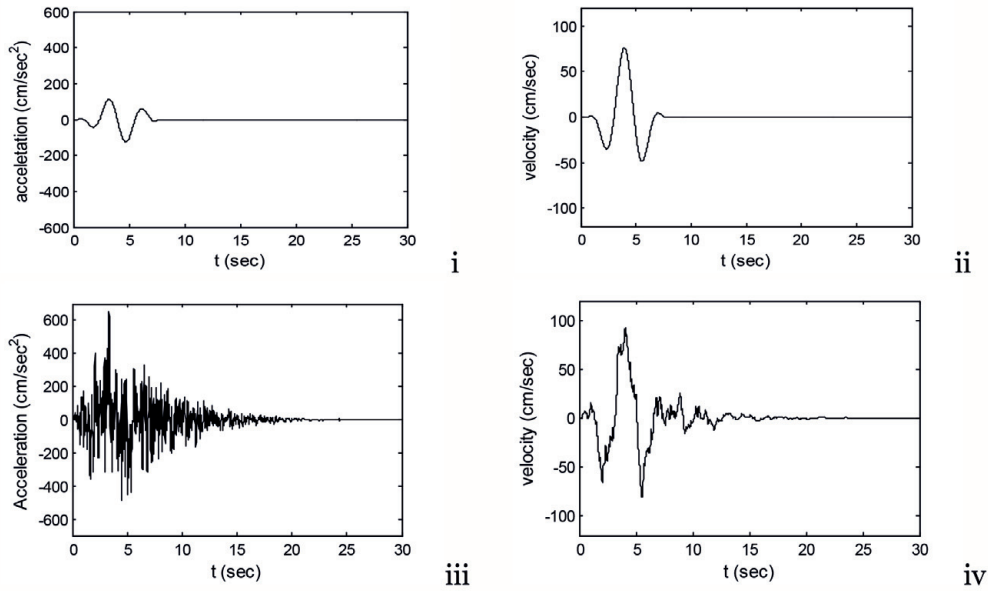 600
400
200
0
-200
-400
-600
acceletation (cm/sec²)
0 5 10 15 20 25 30
t (sec)
i
100
50
0
-50
-100
velocity (cm/sec)
0 5 10 15 20 25 30
t (sec)
ii
600
400
200
0
-200
-400
-600
Acceleration (cm/sec²)
0 5 10 15 20 25 30
t (sec)
iii
100
50
0
-50
-100
velocity (cm/sec)
0 5 10 15 20 25 30
t (sec)
iv